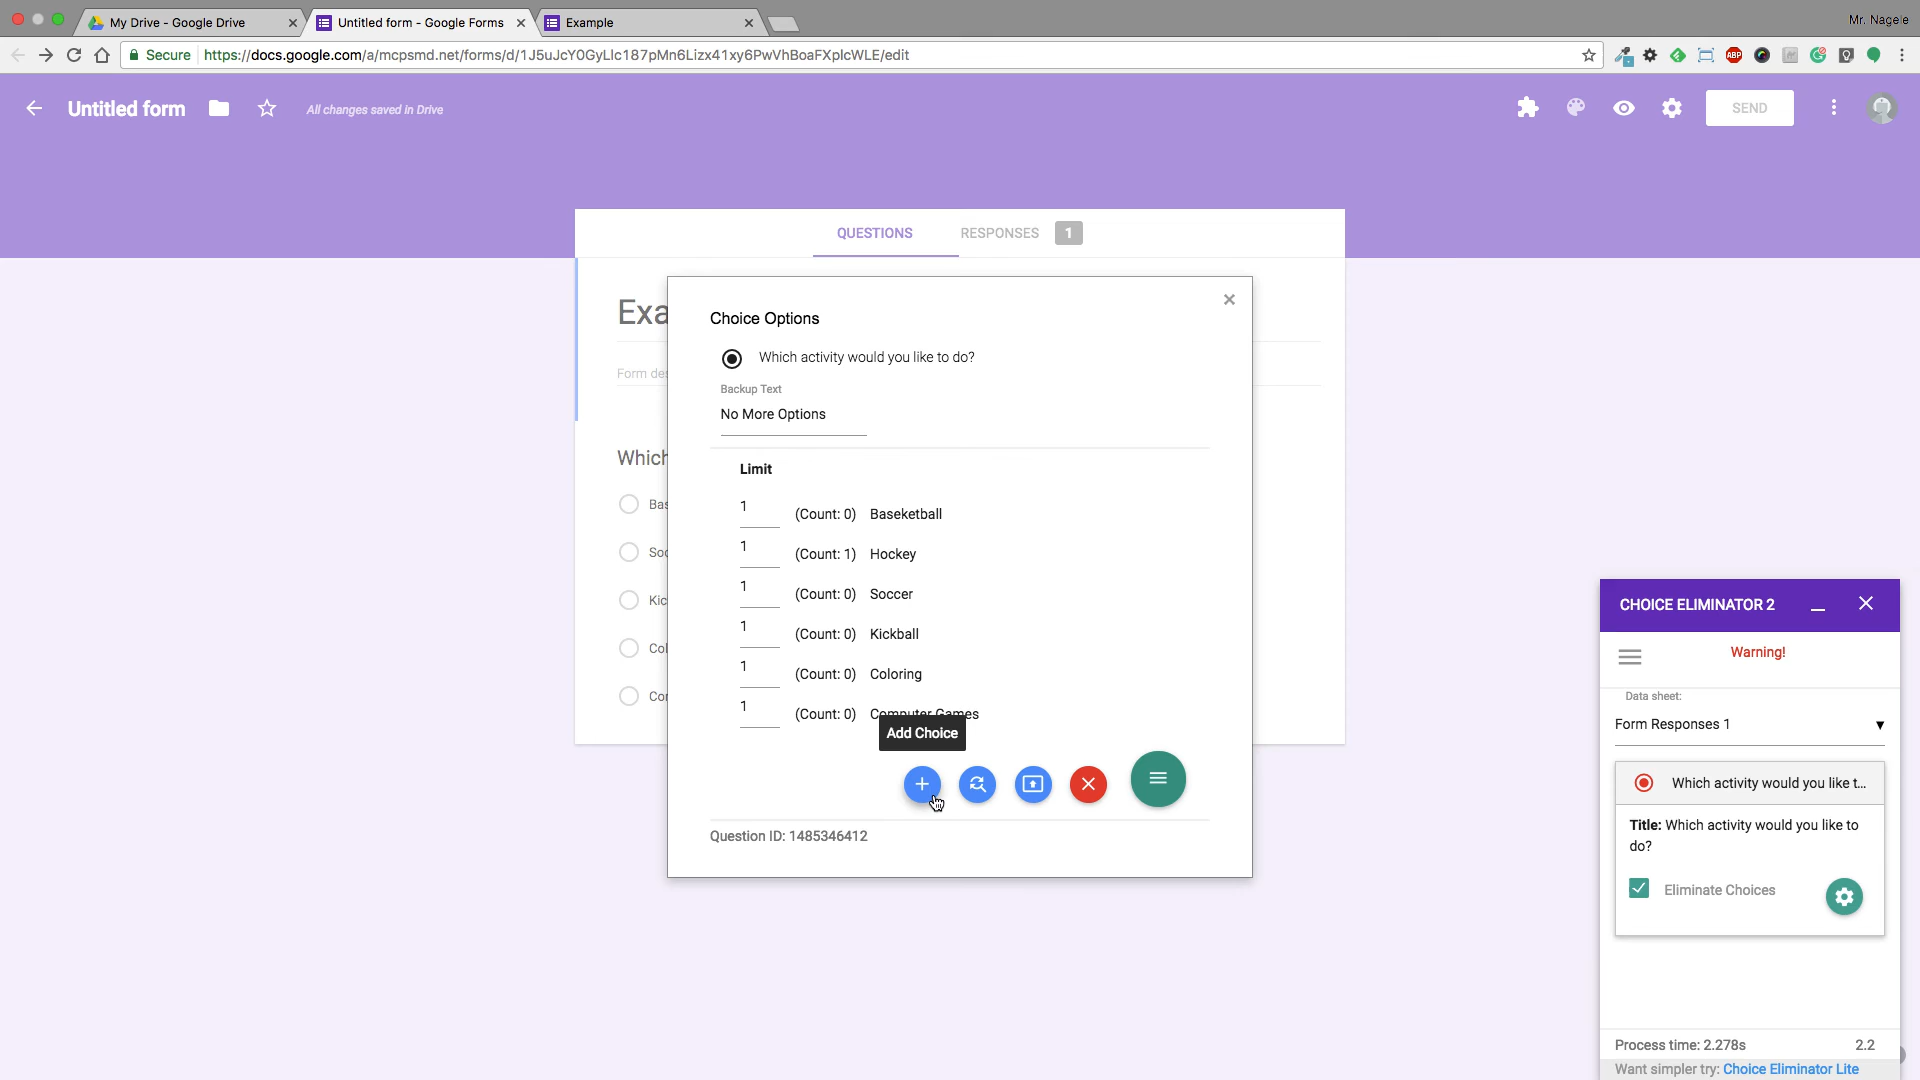 My Drive - Google Drive
Untitled form - Google Forms
Example
Mr. Nagele
Secure https://docs.google.com/a/mcpsmd.net/forms/d/1J5uJcY0GyLlc187pMn6Lizx41xy6PwVhBoaFXplcWLE/edit
ABP
Untitled form
All changes saved in Drive
SEND
QUESTIONS
RESPONSES 1
Exa
Form des
Which
Bas
Soc
Kic
Col
Cor
Choice Options
Which activity would you like to do?
Backup Text
No More Options
Limit
1 (Count: 0) Baseketball
1 (Count: 1) Hockey
1 (Count: 0) Soccer
1 (Count: 0) Kickball
1 (Count: 0) Coloring
1 (Count: 0) Computer Games
Add Choice
Question ID: 1485346412
CHOICE ELIMINATOR 2
Warning!
Data sheet:
Form Responses 1
Which activity would you like t...
Title: Which activity would you like to
do?
Eliminate Choices
Process time: 2.278s 2.2
Want simpler try: Choice Eliminator Lite